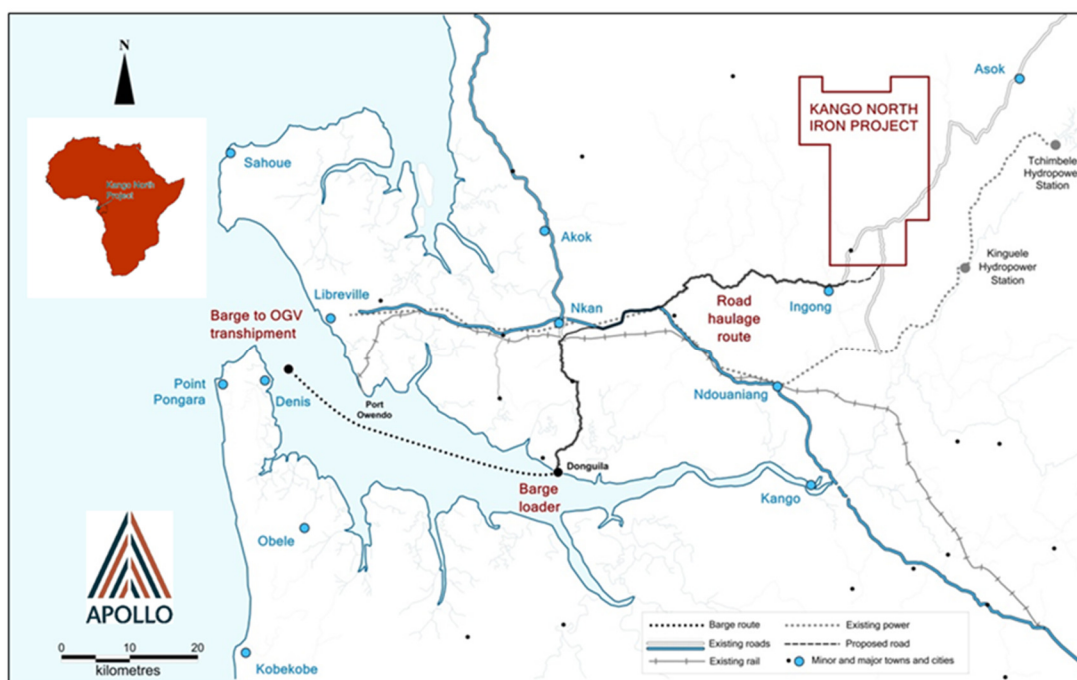 N
Kango North
Project
Sahoue
Asok
KANGO NORTH
IRON PROJECT
Tchimbele
Hydropower
Station
Akok
Kinguele
Hydropower
Station
Libreville
Nkan
Road
haulage
route
Ingong
Barge to OGV
transhipment
Point
Pongara
Denis
Port
Owendo
Ndouaniang
Donguila
Barge
loader
Kango
Obele
APOLLO
0 10 20
kilometres
Kobekobe
Barge route
Existing power
Existing roads
Proposed road
Existing rail
Minor and major towns and cities